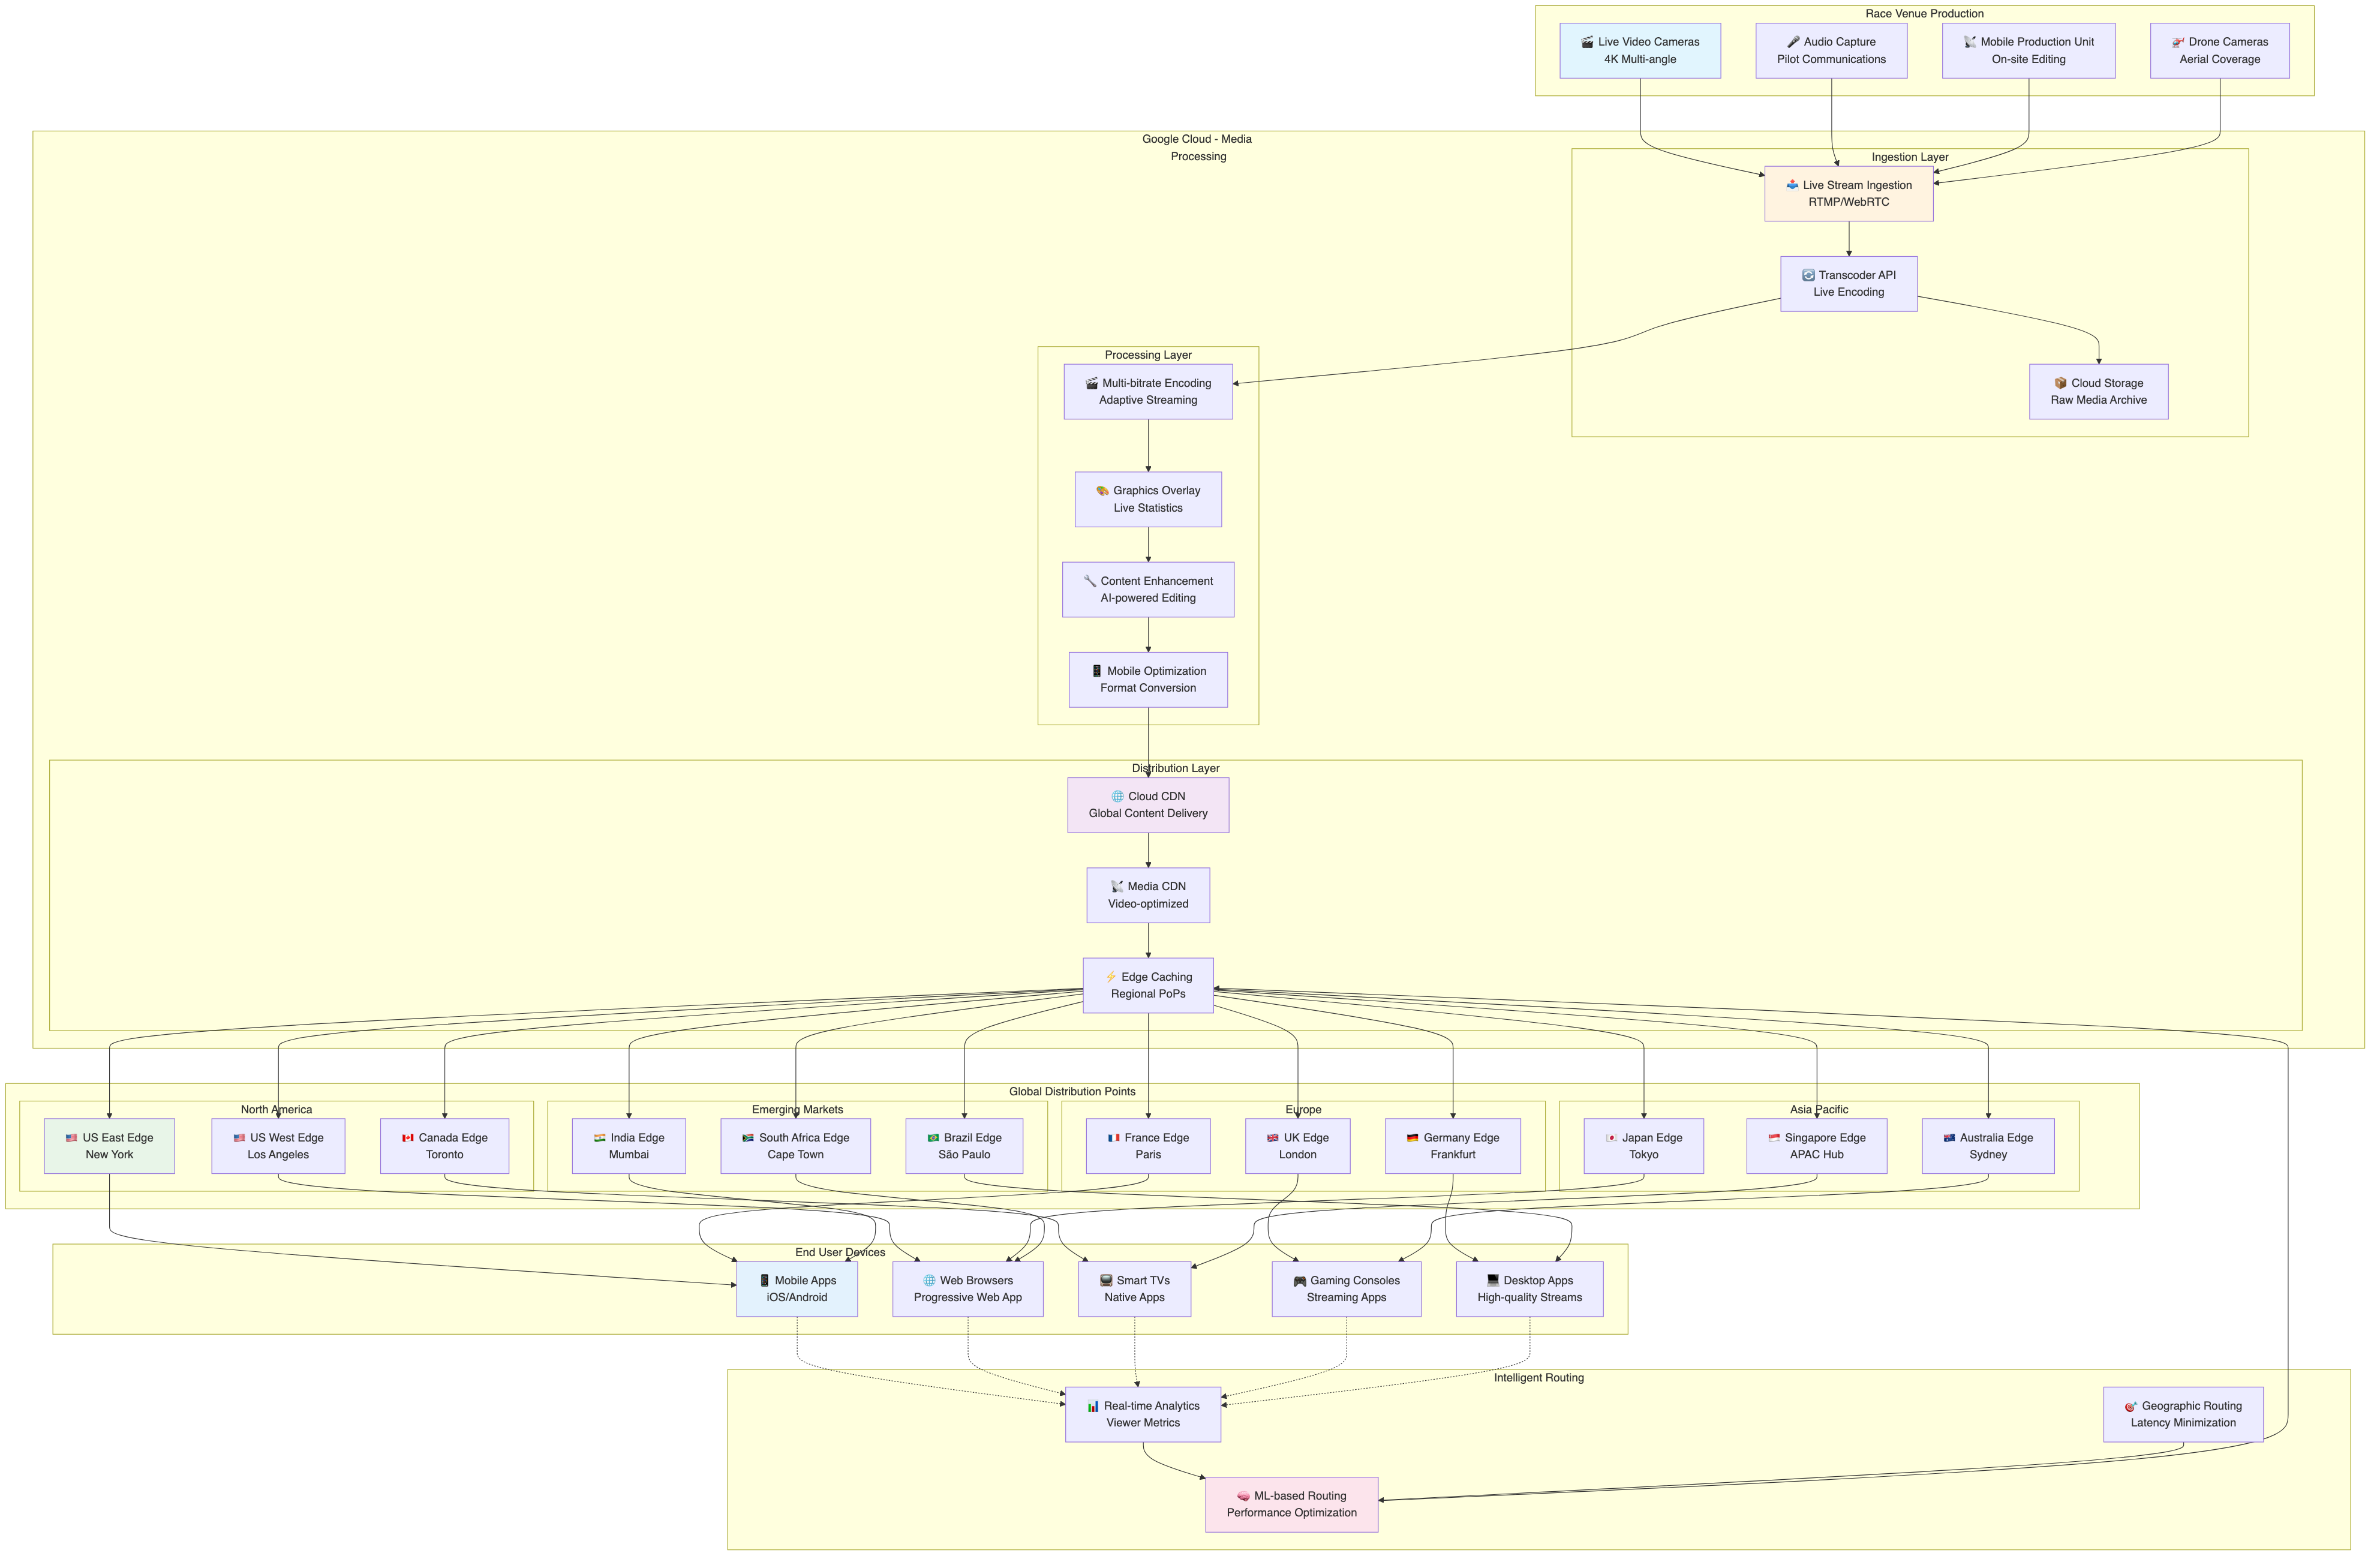 Race Venue Production
🎬 Live Video Cameras
4K Multi-angle
🎤 Audio Capture
Pilot Communications
📡 Mobile Production Unit
On-site Editing
🚁 Drone Cameras
Aerial Coverage
Google Cloud - Media
Processing
Ingestion Layer
📥 Live Stream Ingestion
RTMP/WebRTC
🔄 Transcoder API
Live Encoding
📦 Cloud Storage
Raw Media Archive
Processing Layer
🎬 Multi-bitrate Encoding
Adaptive Streaming
🎨 Graphics Overlay
Live Statistics
🔧 Content Enhancement
AI-powered Editing
📱 Mobile Optimization
Format Conversion
Distribution Layer
🌐 Cloud CDN
Global Content Delivery
📡 Media CDN
Video-optimized
⚡ Edge Caching
Regional PoPs
Global Distribution Points
North America
🇺🇸 US East Edge
New York
🇺🇸 US West Edge
Los Angeles
🇨🇦 Canada Edge
Toronto
Emerging Markets
🇮🇳 India Edge
Mumbai
🇿🇦 South Africa Edge
Cape Town
🇧🇷 Brazil Edge
São Paulo
Europe
🇫🇷 France Edge
Paris
🇬🇧 UK Edge
London
🇩🇪 Germany Edge
Frankfurt
Asia Pacific
🇯🇵 Japan Edge
Tokyo
🇸🇬 Singapore Edge
APAC Hub
🇦🇺 Australia Edge
Sydney
End User Devices
📱 Mobile Apps
iOS/Android
🌐 Web Browsers
Progressive Web App
📺 Smart TVs
Native Apps
🎮 Gaming Consoles
Streaming Apps
💻 Desktop Apps
High-quality Streams
Intelligent Routing
📊 Real-time Analytics
Viewer Metrics
🎯 Geographic Routing
Latency Minimization
🧠 ML-based Routing
Performance Optimization